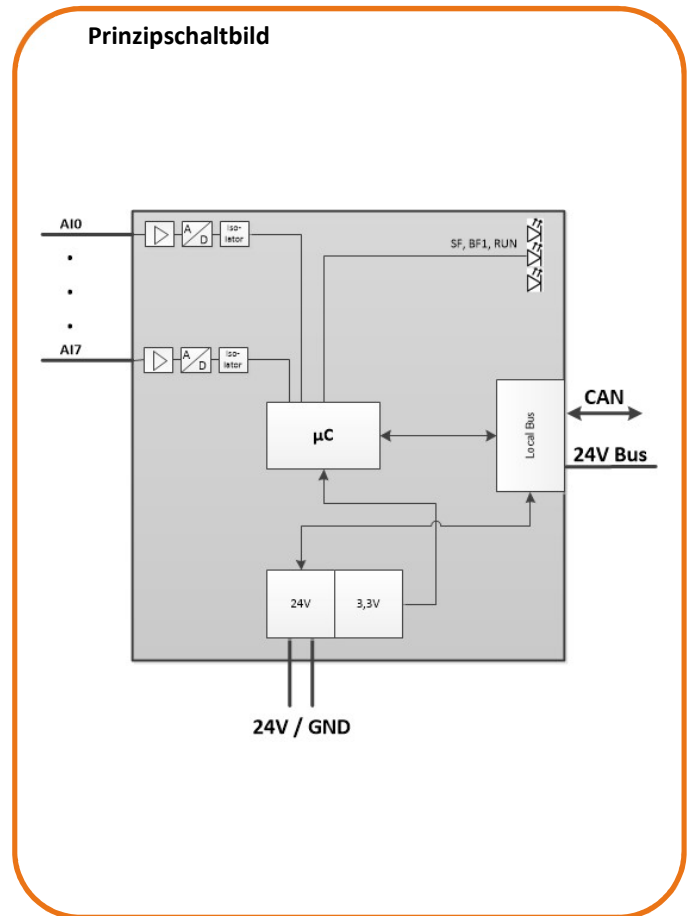 Prinzipschaltbild
AI0
A/D
Iso-
lator
SF, BF1, RUN
AI7
A/D
Iso-
lator
µC
Local Bus
CAN
24V Bus
24V
3,3V
24V / GND